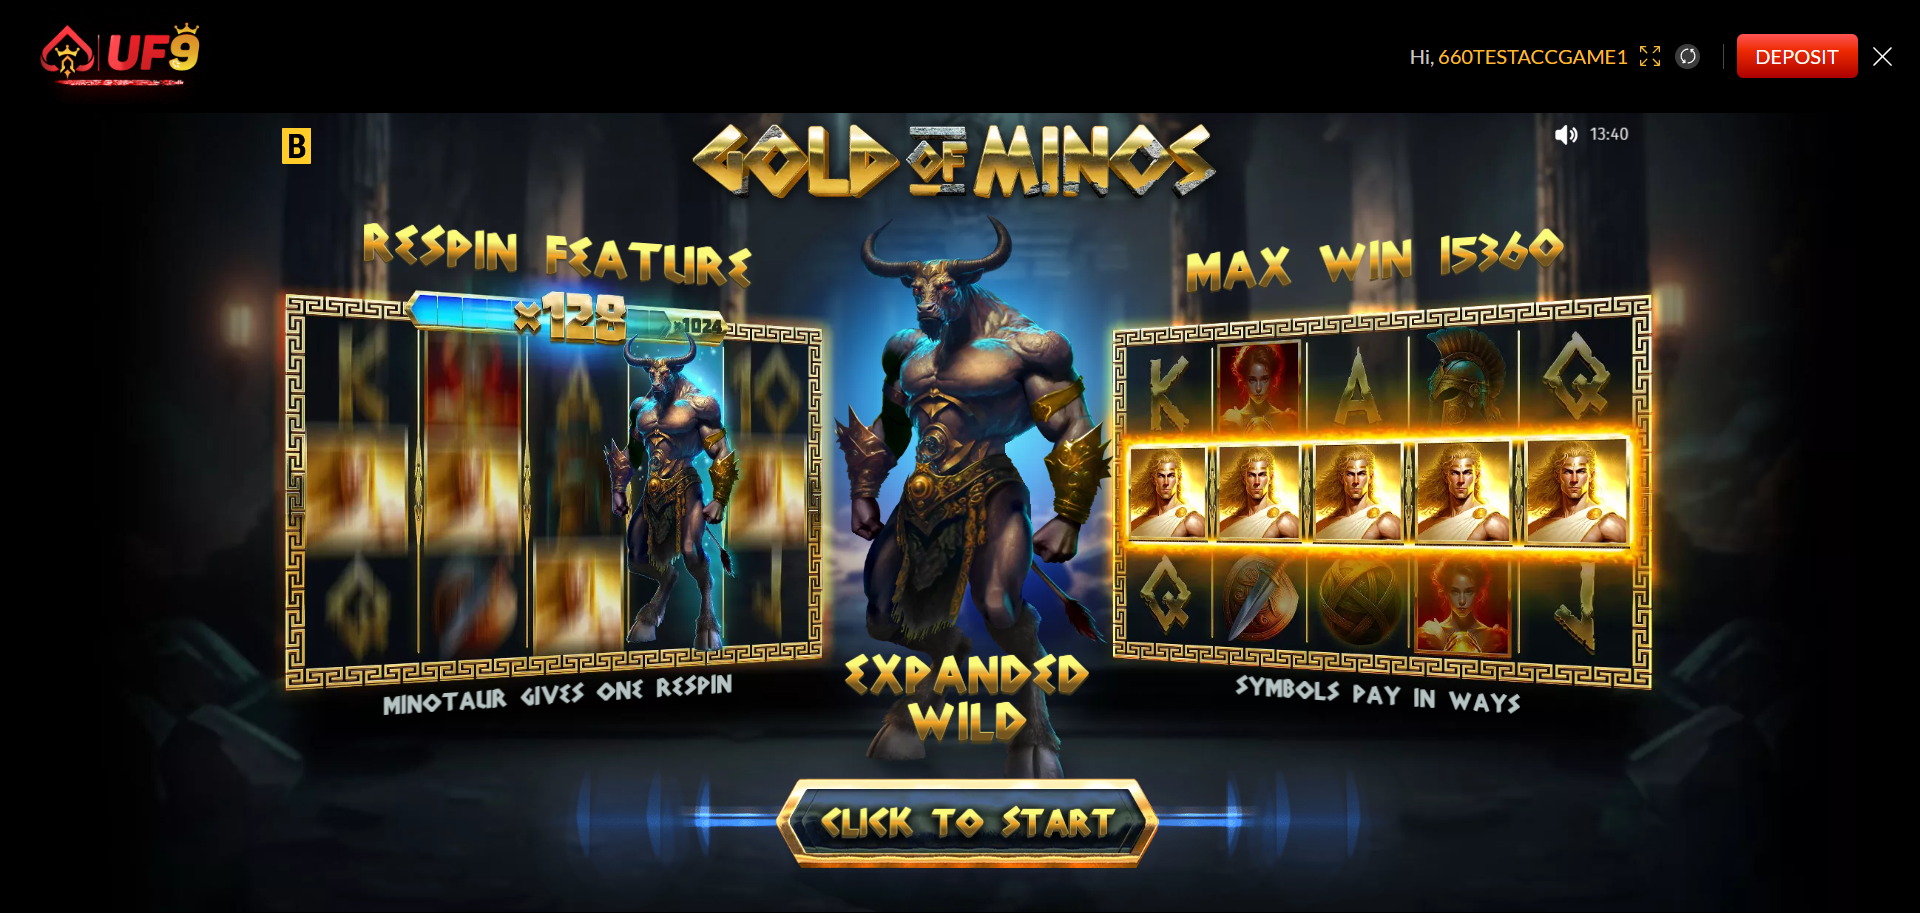 UF9
Hi, 660TESTACCGAME1
DEPOSIT
B
GOLD OF MINOS
13:40
RESPIN FEATURE
MAX WIN 15360
x128
x1024
K
A
10
Q
J
K
A
Q
Q
J
MINOTAUR GIVES ONE RESPIN
EXPANDED
WILD
SYMBOLS PAY IN WAYS
CLICK TO START